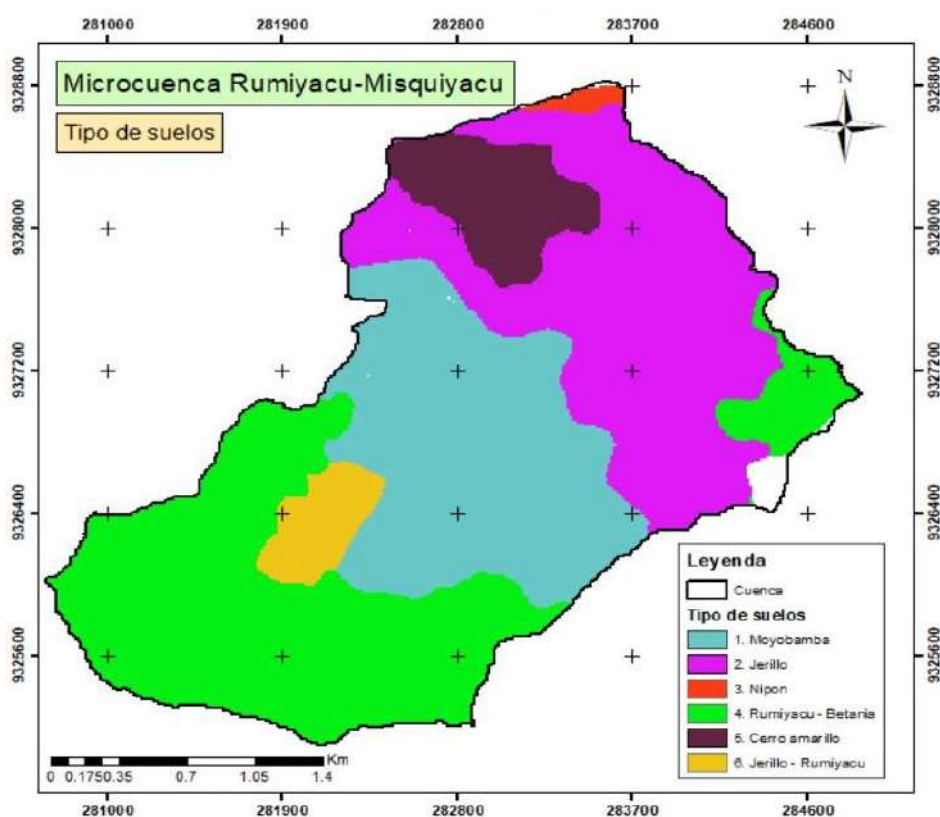 281000 281900 282800 283700 284600
9328800 9328800
Microcuenca Rumiyacu-Misquiyacu
N
Tipo de suelos
9328000 9328000
9327200 9327200
9326400 9326400
Leyenda
Cuenca
Tipo de suelos
1. Moyobamba
2. Jerillo
3. Nipon
4. Rumiyacu - Betania
5. Cerro amarillo
6. Jerillo - Rumiyacu
9325600 9325600
Km
0 0.1750.35 0.7 1.05 1.4
281000 281900 282800 283700 284600